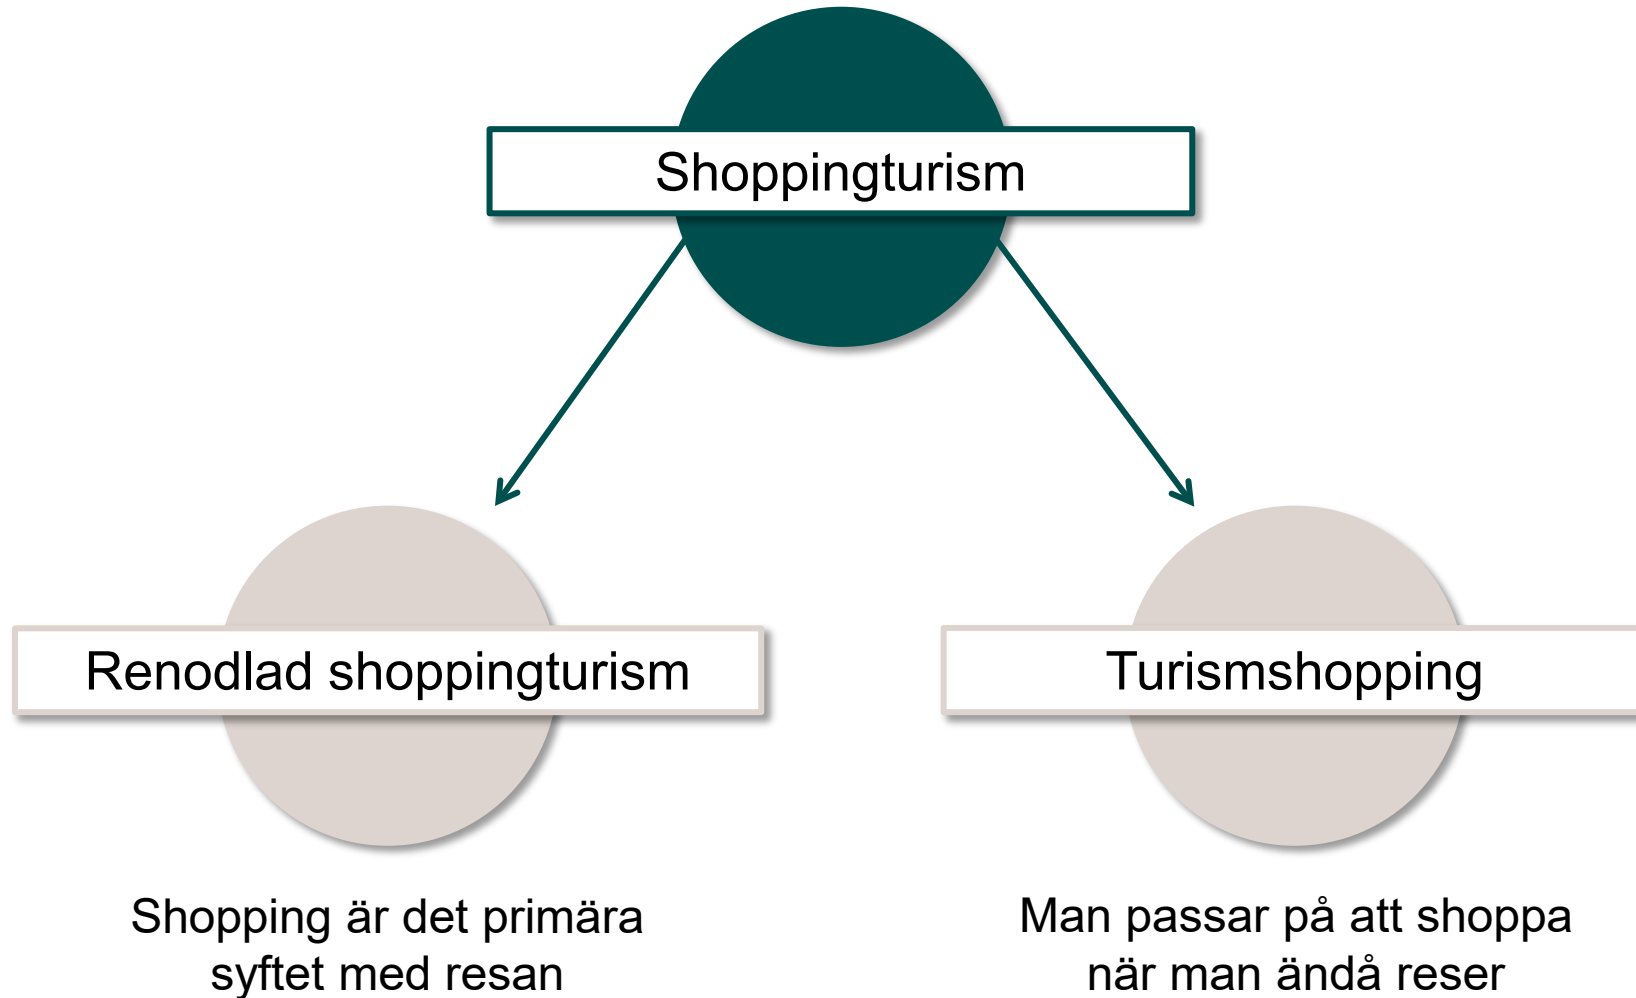 Shoppingturism
Renodlad shoppingturism
Turismshopping
Shopping är det primära
syftet med resan
Man passar på att shoppa
när man ändå reser